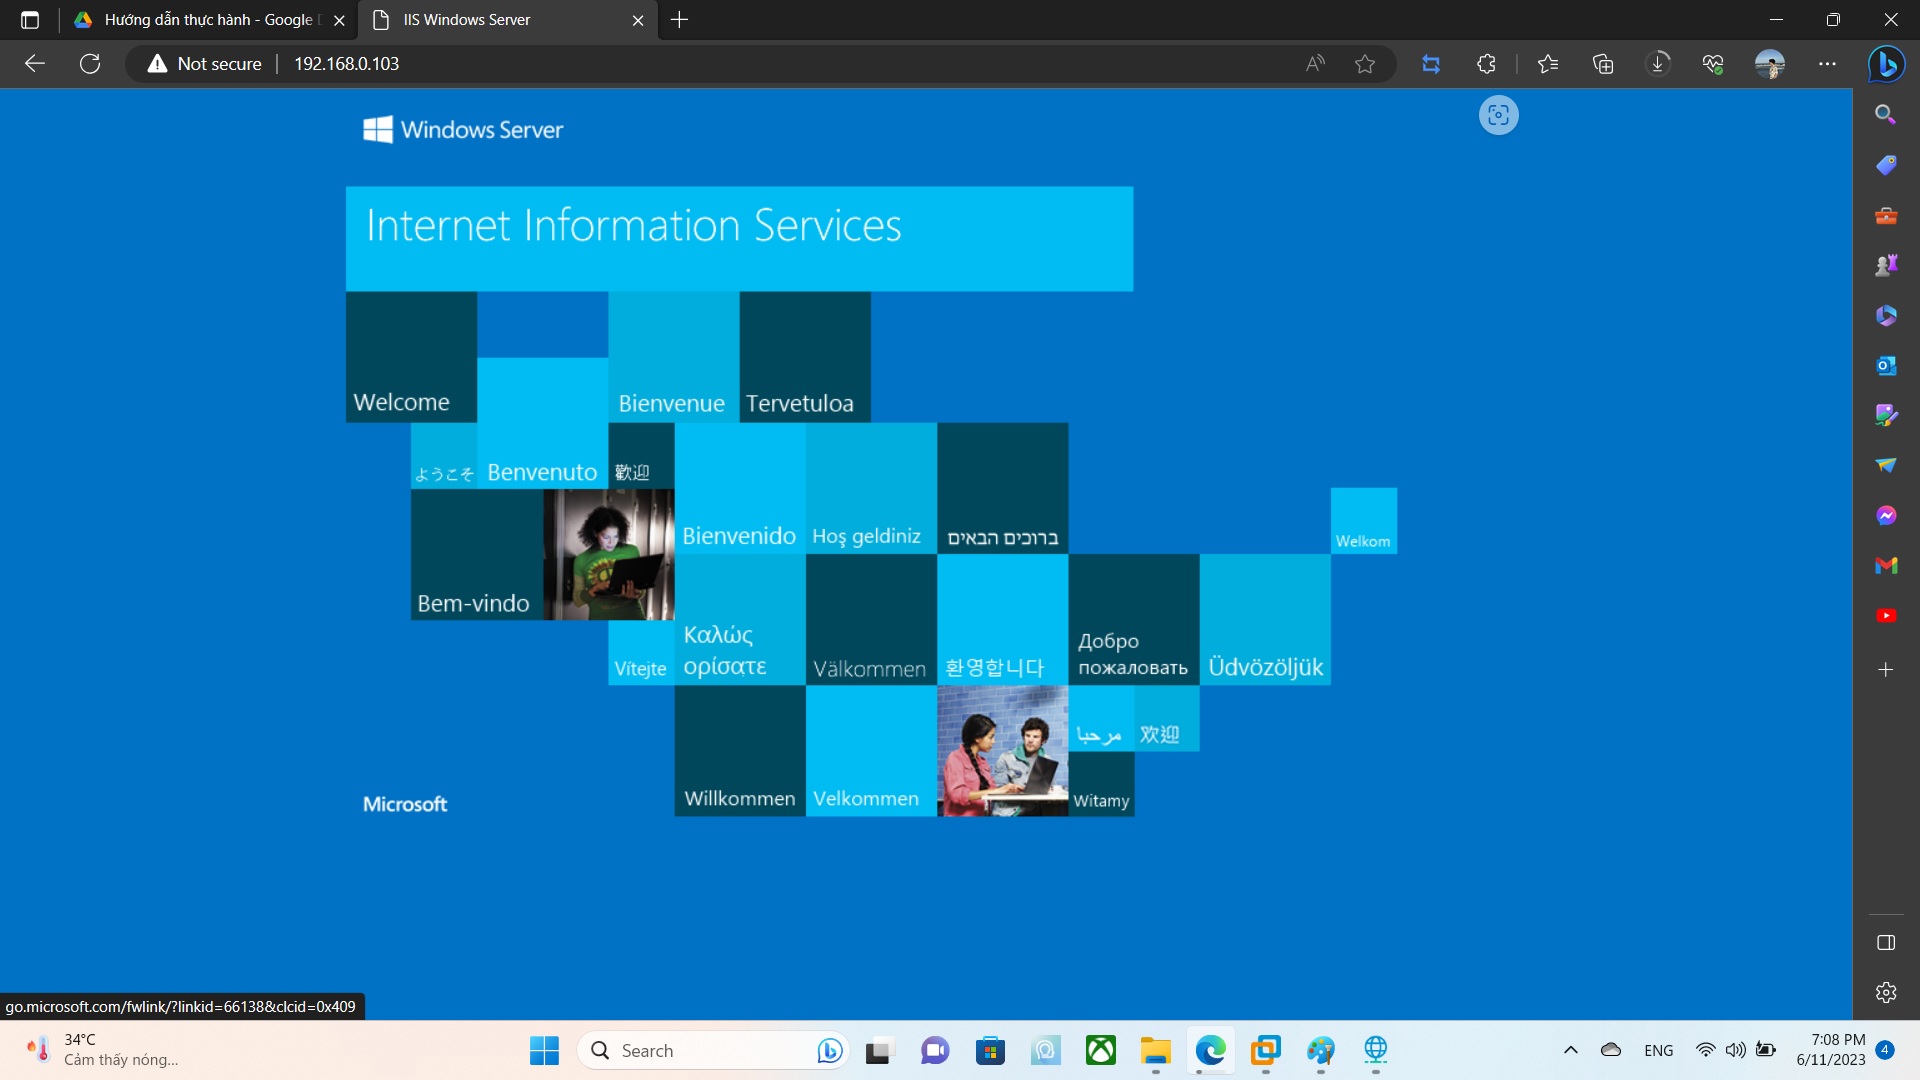 Hướng dẫn thực hành - Google
IIS Windows Server
Not secure
192.168.0.103
Windows Server
Internet Information Services
Welcome
Bienvenue
Tervetuloa
ようこそ
Benvenuto
歡迎
Bienvenido
Hoş geldiniz
ברוכים הבאים
Welkom
Bem-vindo
Vítejte
Καλώς
ορίσατε
Välkommen
환영합니다
Добро
пожаловать
Üdvözöljük
مرحبا
欢迎
Willkommen
Velkommen
Witamy
Microsoft
go.microsoft.com/fwlink/?linkid=66138&clcid=0x409
34°C
Cảm thấy nóng...
Search
ENG
7:08 PM
6/11/2023
4